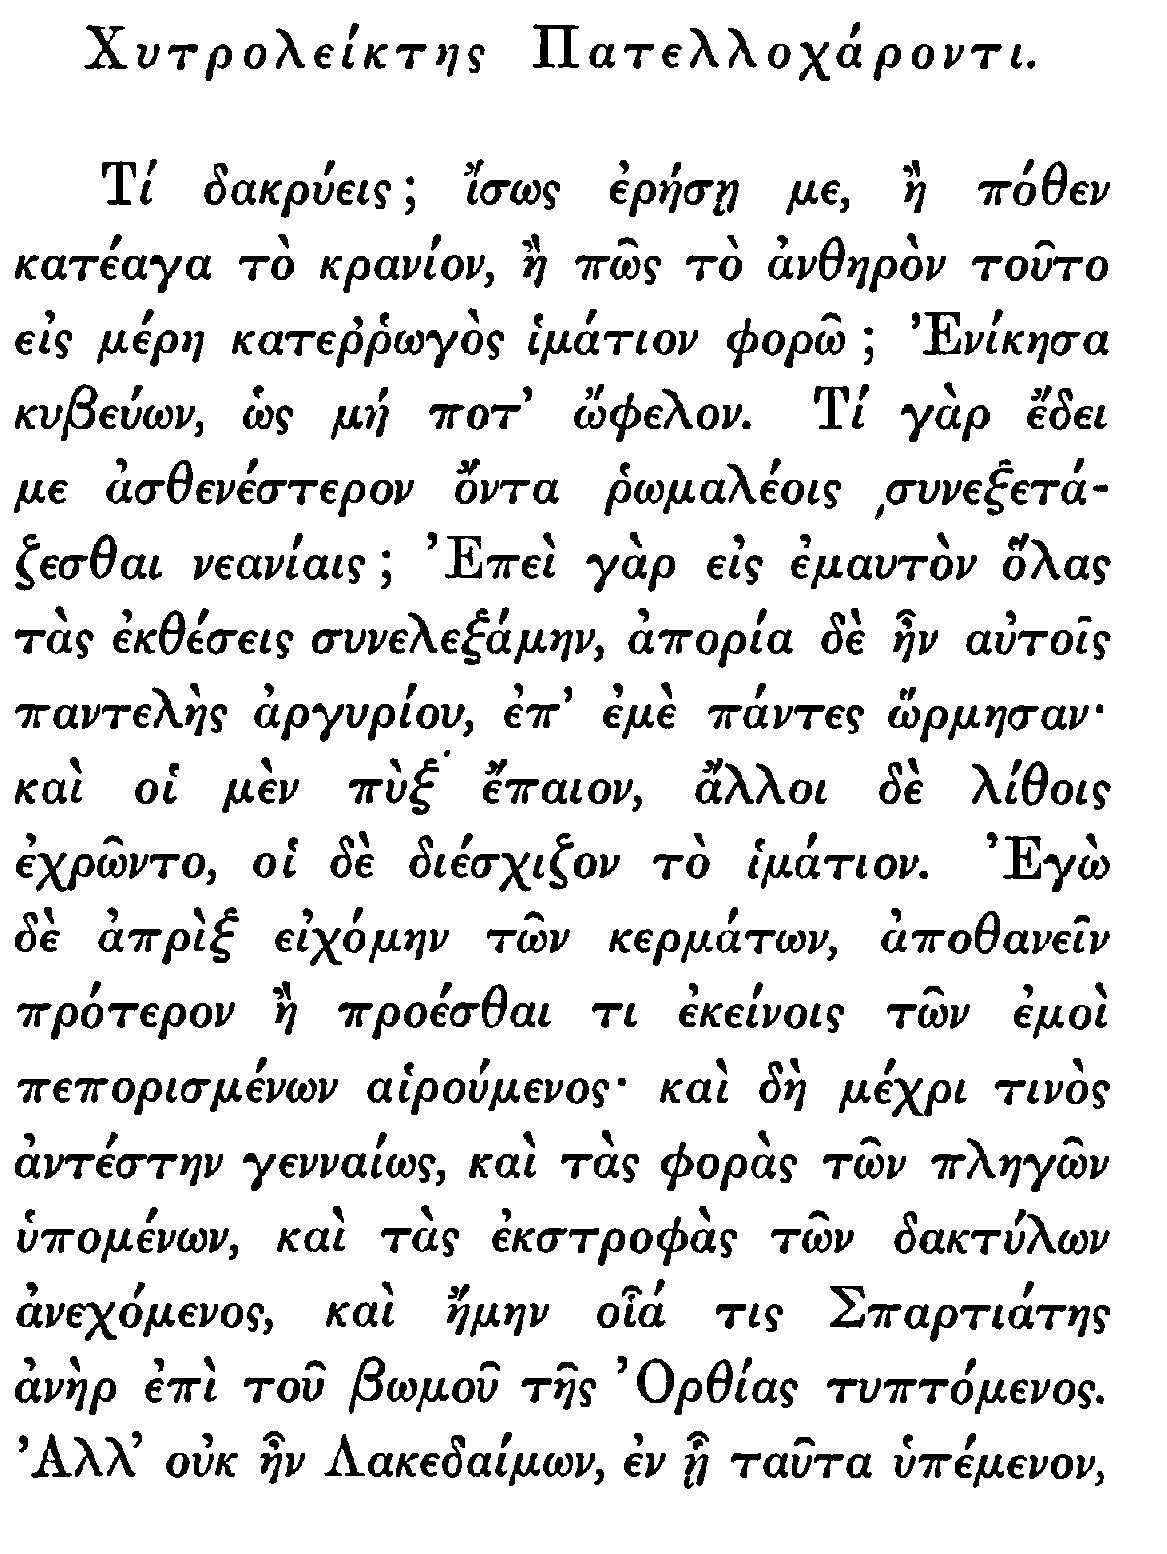 Χυτρολείκτης Πατελλοχάροντι.
Τί δακρύεις; ἴσως ἐρήσῃ με, ἢ πόθεν
κατέαγα τὸ κρανίον, ἢ πῶς τὸ ἀνθηρὸν τοῦτο
εἰς μέρη κατεῤῥωγὸς ἱμάτιον φορῶ; Ἐνίκησα
κυβεύων, ὡς μή ποτ’ ὤφελον. Τί γὰρ ἔδει
με ἀσθενέστερον ὄντα ῥωμαλέοις συνεξετά-
ζεσθαι νεανίαις; Ἐπεὶ γὰρ εἰς ἐμαυτὸν ὅλας
τὰς ἐκθέσεις συνελεξάμην, ἀπορία δὲ ἦν αὐτοῖς
παντελὴς ἀργυρίου, ἐπ’ ἐμὲ πάντες ὥρμησαν·
καὶ οἱ μὲν πὺξ ἔπαιον, ἄλλοι δὲ λίθοις
ἐχρῶντο, οἱ δὲ διέσχιζον τὸ ἱμάτιον. Ἐγὼ
δὲ ἀπρὶξ εἰχόμην τῶν κερμάτων, ἀποθανεῖν
πρότερον ἢ προέσθαι τι ἐκείνοις τῶν ἐμοὶ
πεπορισμένων αἱρούμενος· καὶ δὴ μέχρι τινὸς
ἀντέστην γενναίως, καὶ τὰς φορὰς τῶν πληγῶν
ὑπομένων, καὶ τὰς ἐκστροφὰς τῶν δακτύλων
ἀνεχόμενος, καὶ ἤμην οἷά τις Σπαρτιάτης
ἀνὴρ ἐπὶ τοῦ βωμοῦ τῆς Ὀρθίας τυπτόμενος.
Ἀλλ’ οὐκ ἦν Λακεδαίμων, ἐν ᾗ ταῦτα ὑπέμενον,